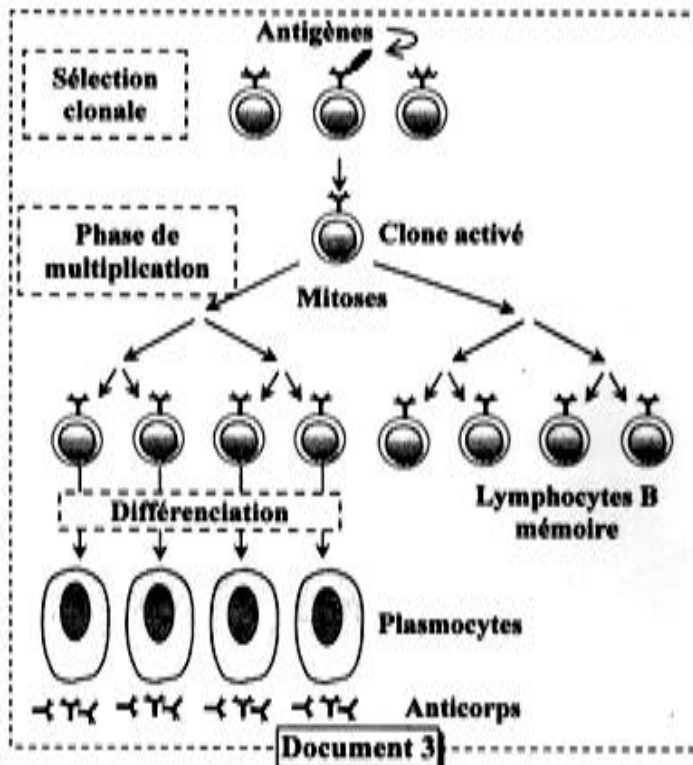 Antigènes
Sélection
clonale
Phase de
multiplication
Clone activé
Mitoses
Lymphocytes B
mémoire
Différenciation
Plasmocytes
Anticorps
Document 3